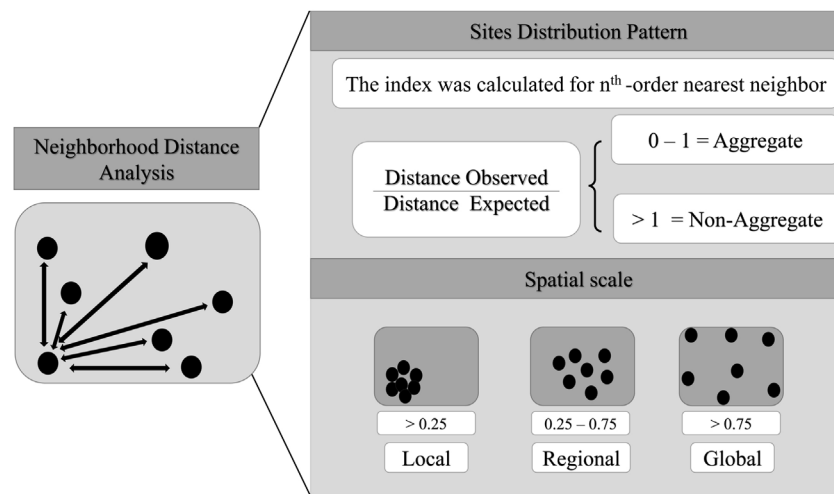 Neighborhood Distance
Analysis
Sites Distribution Pattern
The index was calculated for nth -order nearest neighbor
Distance Observed
Distance Expected
0 – 1 = Aggregate
> 1 = Non-Aggregate
Spatial scale
> 0.25
0.25 – 0.75
> 0.75
Local
Regional
Global